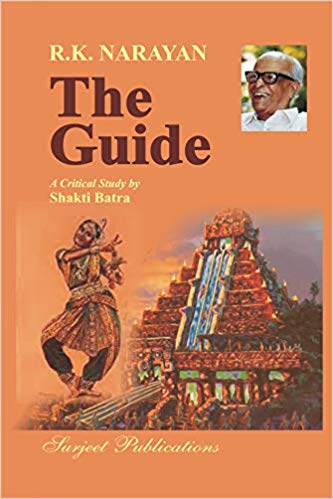 R.K. NARAYAN
The
Guide
A Critical Study by
Shakti Batra
Surjeet Publications